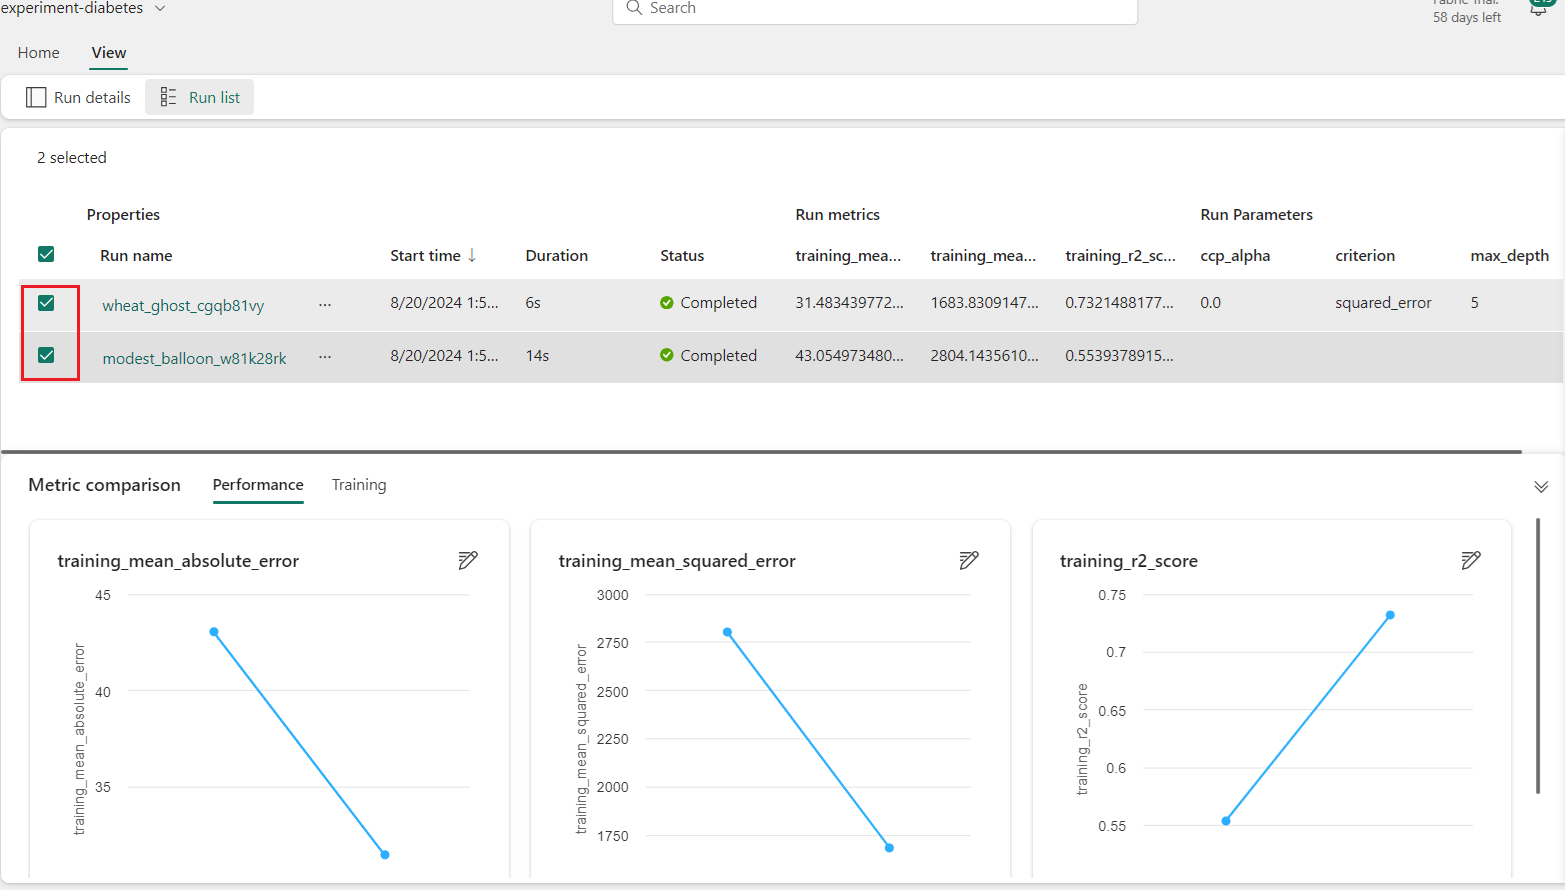 experiment-diabetes
Search
Fabric Trial:
58 days left
Home
View
Run details
Run list
2 selected
Properties
Run metrics
Run Parameters
Run name
Start time ↓
Duration
Status
training_mea...
training_mea...
training_r2_sc...
ccp_alpha
criterion
max_depth
wheat_ghost_cgqb81vy
...
8/20/2024 1:5...
6s
Completed
31.483439772...
1683.8309147...
0.7321488177...
0.0
squared_error
5
modest_balloon_w81k28rk
...
8/20/2024 1:5...
14s
Completed
43.054973480...
2804.1435610...
0.5539378915...
Metric comparison
Performance
Training
training_mean_absolute_error
45
40
35
training_mean_absolute_error
training_mean_squared_error
3000
2750
2500
2250
2000
1750
training_mean_squared_error
training_r2_score
0.75
0.7
0.65
0.6
0.55
training_r2_score